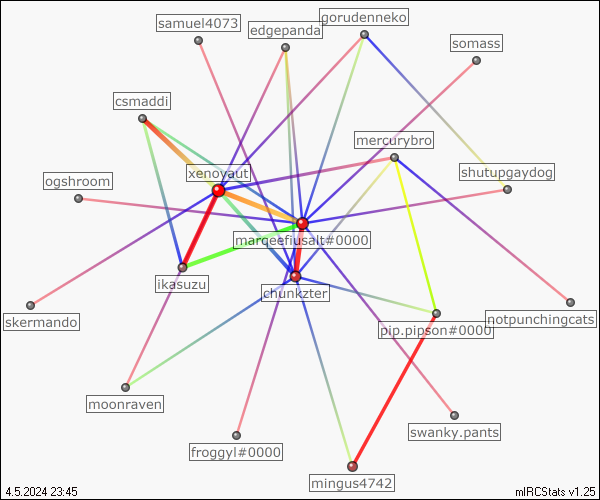 samuel4073
edgepanda
gorudenneko
somass
csmaddi
mercurybro
xenoyaut
shutupgaydog
ogshroom
marqeefiusalt#0000
ikasuzu
chunkzter
skermando
pip.pipson#0000
notpunchingcats
moonraven
swanky.pants
froggyl#0000
mingus4742
4.5.2024 23:45
mIRCStats v1.25